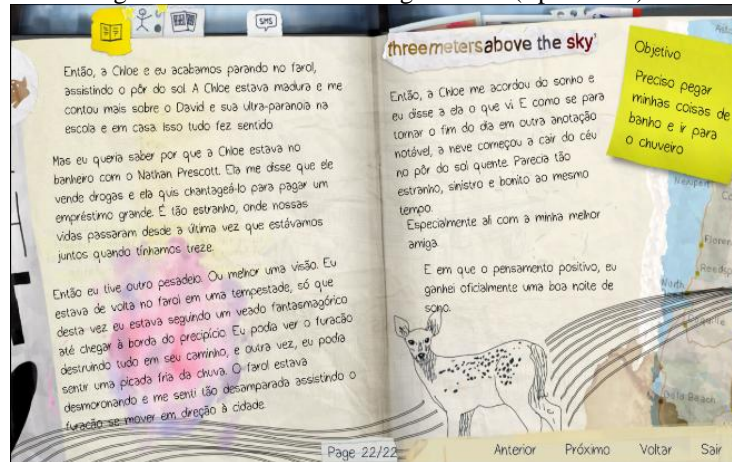 SMS
Então, a Chloe e eu acabamos parando no farol,
assistindo o pôr do sol. A Chloe estava madura e me
contou mais sobre o David e sua ultra-paranoia na
escola e em casa. Isso tudo fez sentido.
Mas eu queria saber por que a Chloe estava no
banheiro com o Nathan Prescott. Ela me disse que ele
vende drogas e ela quis chantageá-lo para pagar um
empréstimo grande. É tão estranho, onde nossas
vidas passaram desde a última vez que estávamos
juntos quando tínhamos treze.
Então eu tive outro pesadelo. Ou melhor uma visão. Eu
estava de volta no farol em uma tempestade, só que
desta vez eu estava seguindo um veado fantasmagórico
até chegar à borda do precipício. Eu podia ver o furacão
destruindo tudo em seu caminho, e outra vez, eu podia
sentir uma picada fria da chuva. O farol estava
desmoronando e me senti tão desamparada assistindo o
furacão se mover em direção à cidade.
threemetersabove the sky'
Então, a Chloe me acordou do sonho e
eu disse a ela o que vi. E como se para
tornar o fim do dia em outra anotação
notável, a neve começou a cair do céu
no pôr do sol quente. Parecia tão
estranho, sinistro e bonito ao mesmo
tempo.
Especialmente ali com a minha melhor
amiga.
E em que o pensamento positivo, eu
ganhei oficialmente uma boa noite de
sono.
Objetivo
Preciso pegar
minhas coisas de
banho e ir para
o chuveiro
Page 22/22
Anterior Próximo Voltar Sair